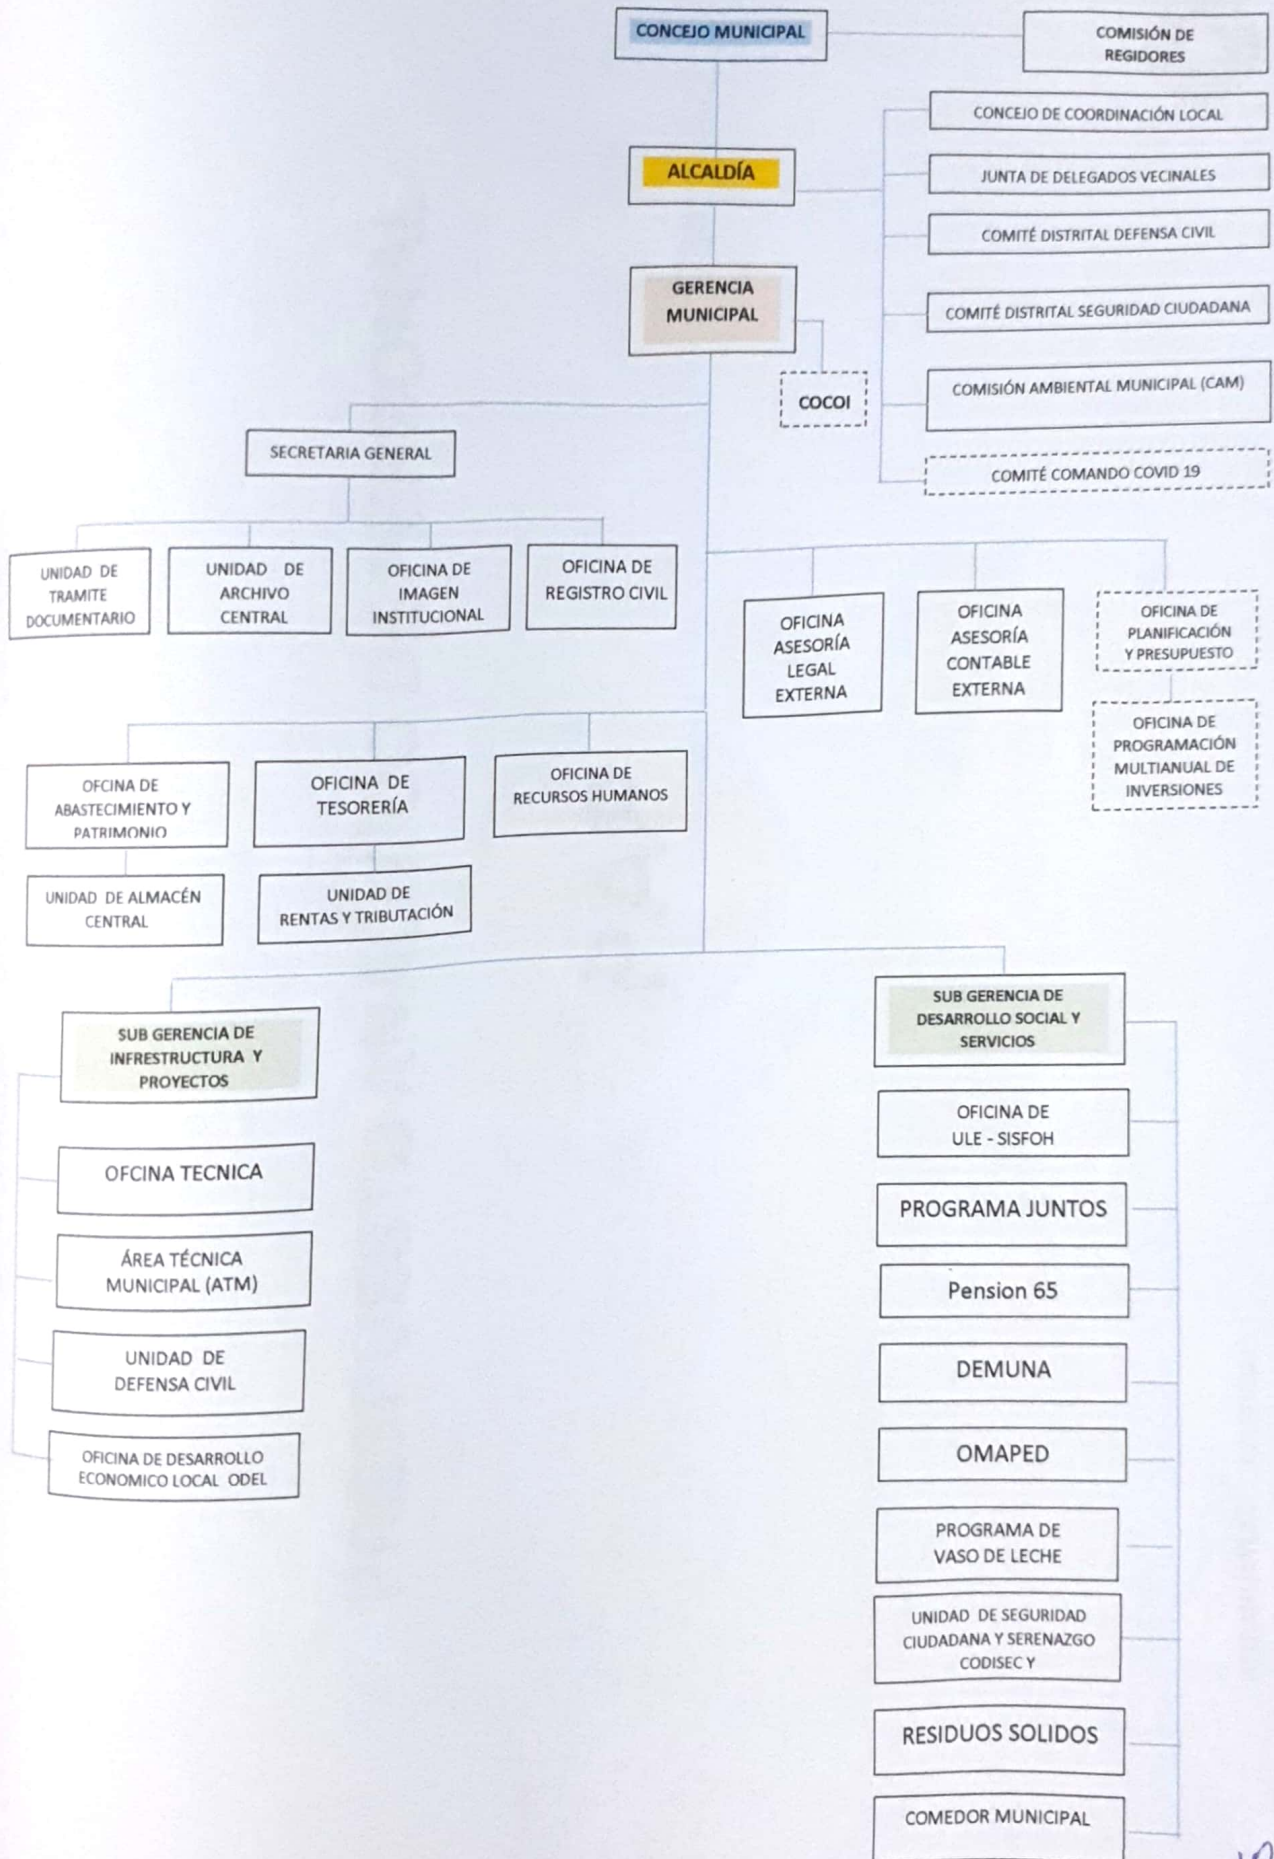 CONCEJO MUNICIPAL
COMISIÓN DE
REGIDORES
CONCEJO DE COORDINACIÓN LOCAL
ALCALDÍA
JUNTA DE DELEGADOS VECINALES
COMITÉ DISTRITAL DEFENSA CIVIL
GERENCIA
MUNICIPAL
COMITÉ DISTRITAL SEGURIDAD CIUDADANA
COCOI
COMISIÓN AMBIENTAL MUNICIPAL (CAM)
COMITÉ COMANDO COVID 19
SECRETARIA GENERAL
UNIDAD DE
TRAMITE
DOCUMENTARIO
UNIDAD DE
ARCHIVO
CENTRAL
OFICINA DE
IMAGEN
INSTITUCIONAL
OFICINA DE
REGISTRO CIVIL
OFICINA
ASESORÍA
LEGAL
EXTERNA
OFICINA
ASESORÍA
CONTABLE
EXTERNA
OFICINA DE
PLANIFICACIÓN
Y PRESUPUESTO
OFICINA DE
PROGRAMACIÓN
MULTIANUAL DE
INVERSIONES
OFCINA DE
ABASTECIMIENTO Y
PATRIMONIO
OFICINA DE
TESORERÍA
OFICINA DE
RECURSOS HUMANOS
UNIDAD DE ALMACÉN
CENTRAL
UNIDAD DE
RENTAS Y TRIBUTACIÓN
SUB GERENCIA DE
INFRESTRUCTURA Y
PROYECTOS
OFCINA TECNICA
ÁREA TÉCNICA
MUNICIPAL (ATM)
UNIDAD DE
DEFENSA CIVIL
OFICINA DE DESARROLLO
ECONOMICO LOCAL ODEL
SUB GERENCIA DE
DESARROLLO SOCIAL Y
SERVICIOS
OFICINA DE
ULE - SISFOH
PROGRAMA JUNTOS
Pension 65
DEMUNA
OMAPED
PROGRAMA DE
VASO DE LECHE
UNIDAD DE SEGURIDAD
CIUDADANA Y SERENAZGO
CODISEC Y
RESIDUOS SOLIDOS
COMEDOR MUNICIPAL